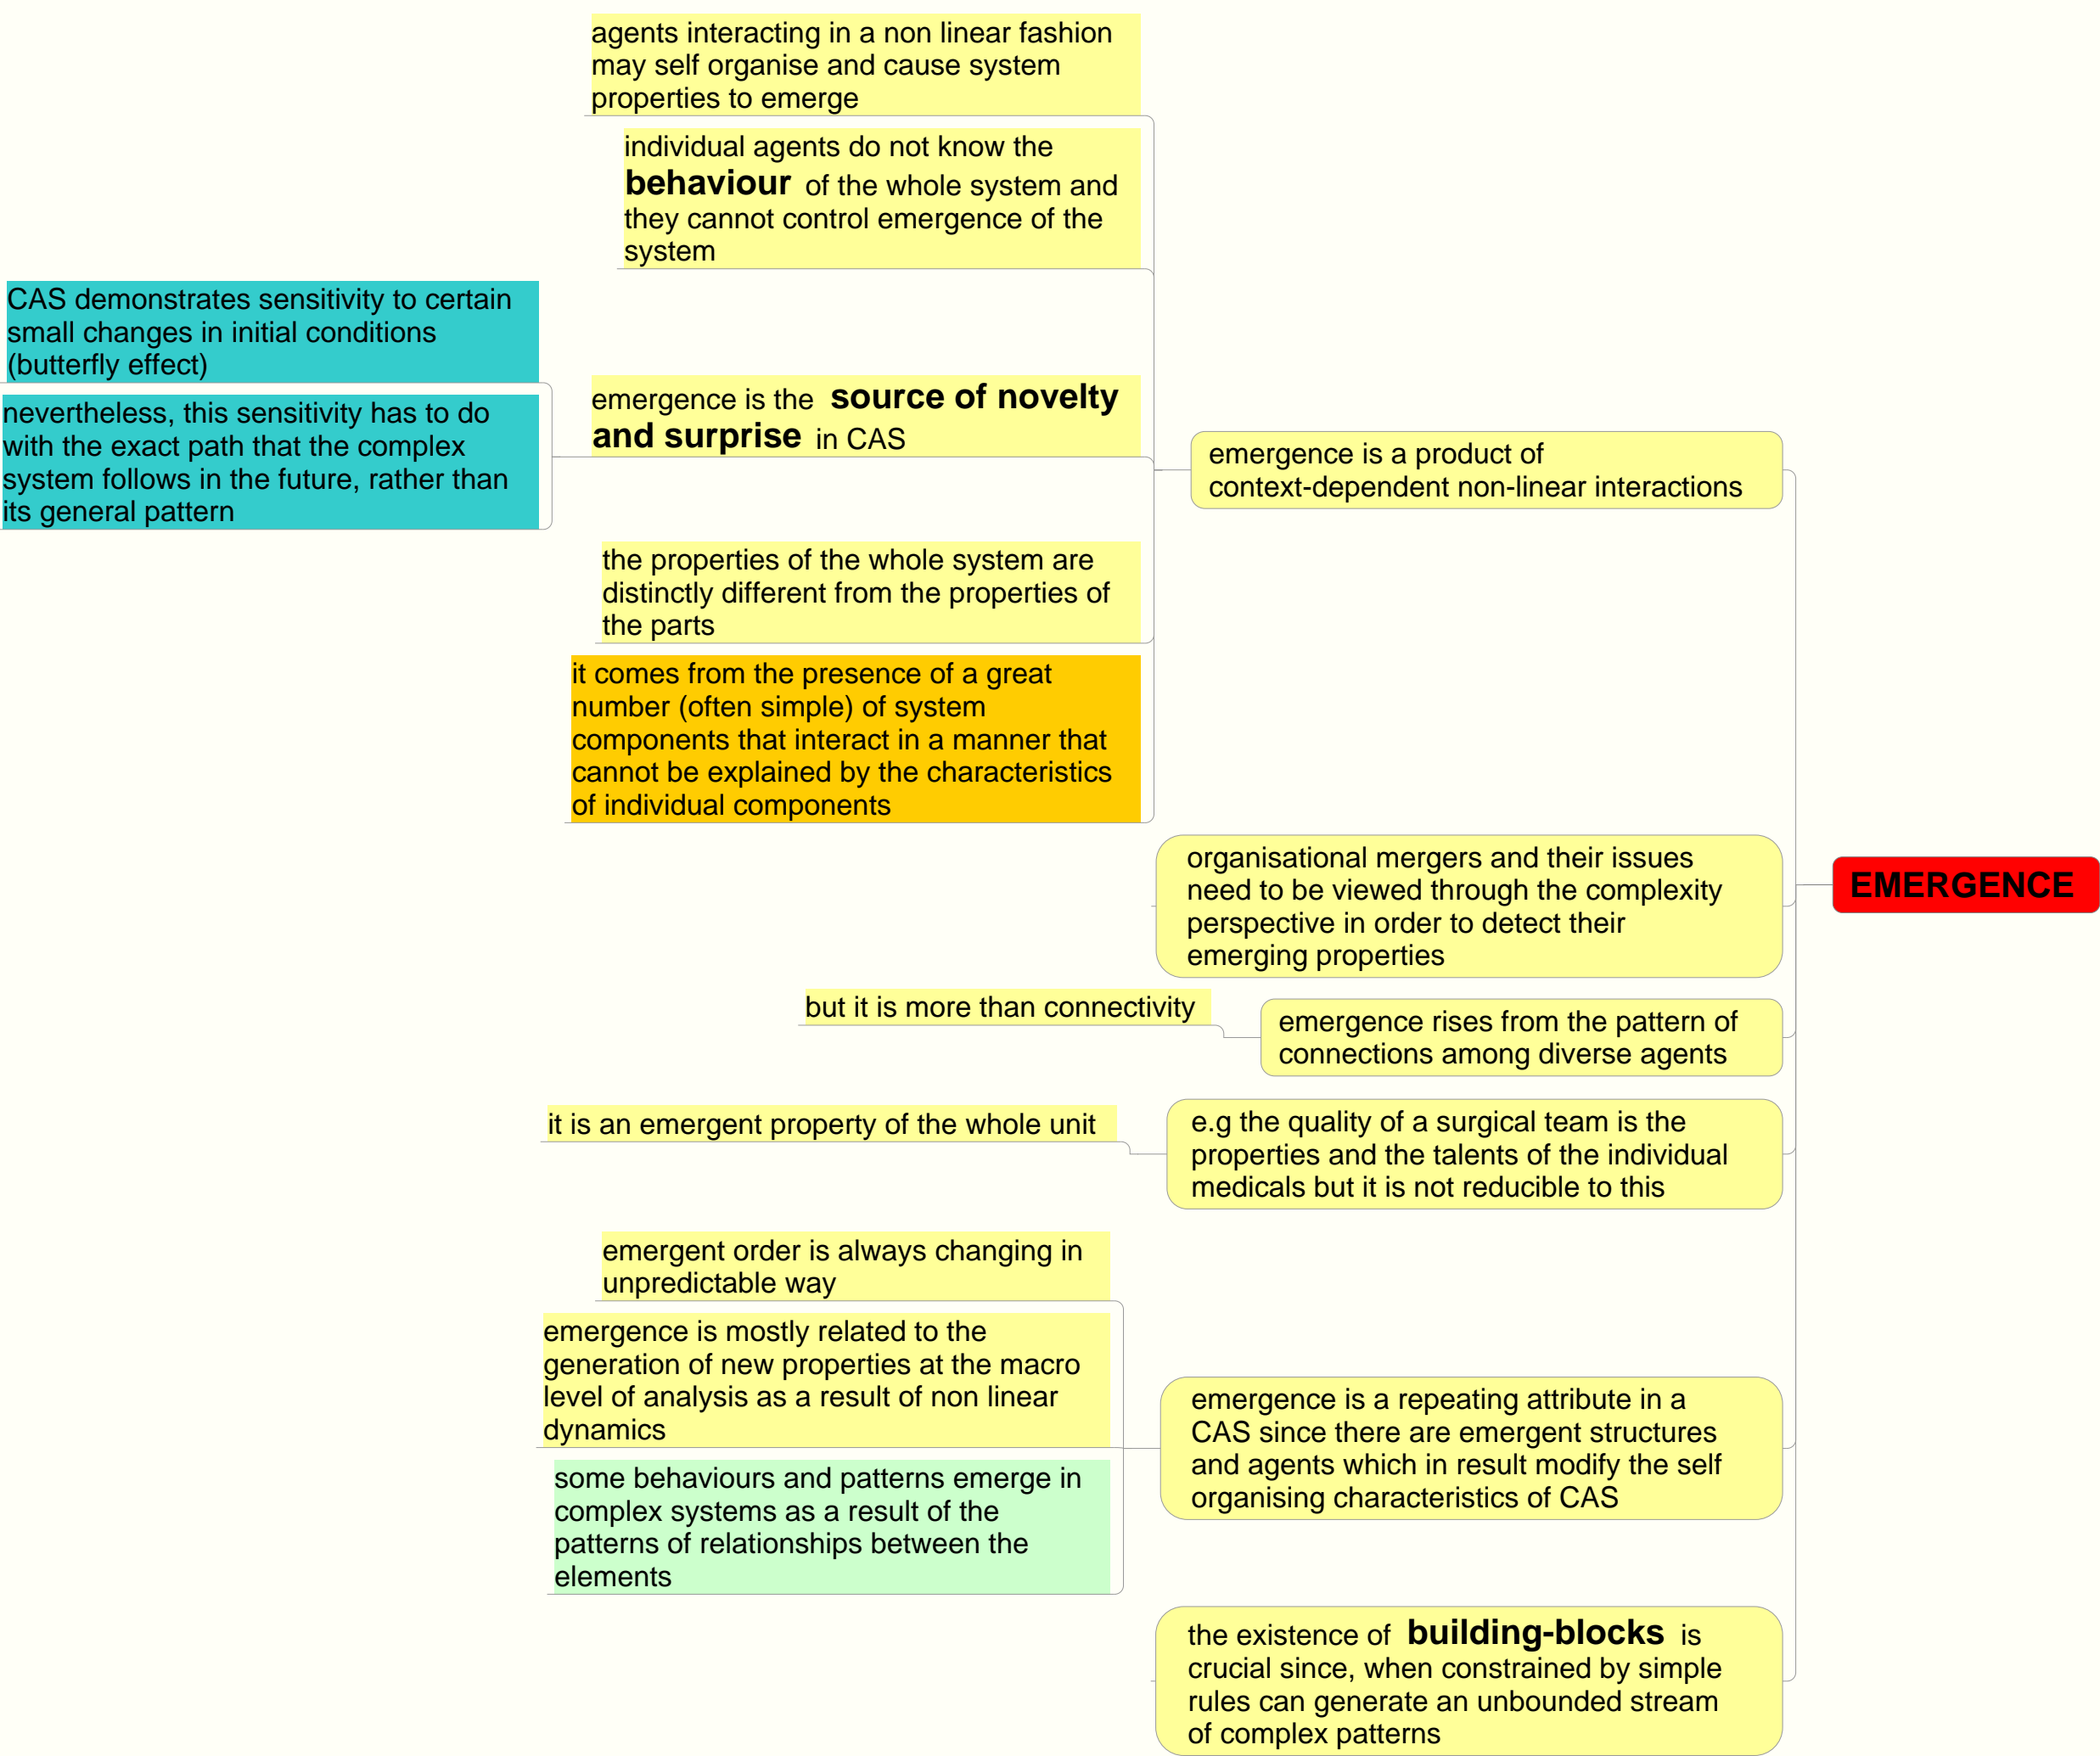 agents interacting in a non linear fashion
may self organise and cause system
properties to emerge
individual agents do not know the
behaviour of the whole system and
they cannot control emergence of the
system
CAS demonstrates sensitivity to certain
small changes in initial conditions
(butterfly effect)
nevertheless, this sensitivity has to do
with the exact path that the complex
system follows in the future, rather than
its general pattern
emergence is the source of novelty
and surprise in CAS
emergence is a product of
context-dependent non-linear interactions
the properties of the whole system are
distinctly different from the properties of
the parts
it comes from the presence of a great
number (often simple) of system
components that interact in a manner that
cannot be explained by the characteristics
of individual components
organisational mergers and their issues
need to be viewed through the complexity
perspective in order to detect their
emerging properties
EMERGENCE
but it is more than connectivity
emergence rises from the pattern of
connections among diverse agents
it is an emergent property of the whole unit
e.g the quality of a surgical team is the
properties and the talents of the individual
medicals but it is not reducible to this
emergent order is always changing in
unpredictable way
emergence is mostly related to the
generation of new properties at the macro
level of analysis as a result of non linear
dynamics
some behaviours and patterns emerge in
complex systems as a result of the
patterns of relationships between the
elements
emergence is a repeating attribute in a
CAS since there are emergent structures
and agents which in result modify the self
organising characteristics of CAS
the existence of building-blocks is
crucial since, when constrained by simple
rules can generate an unbounded stream
of complex patterns